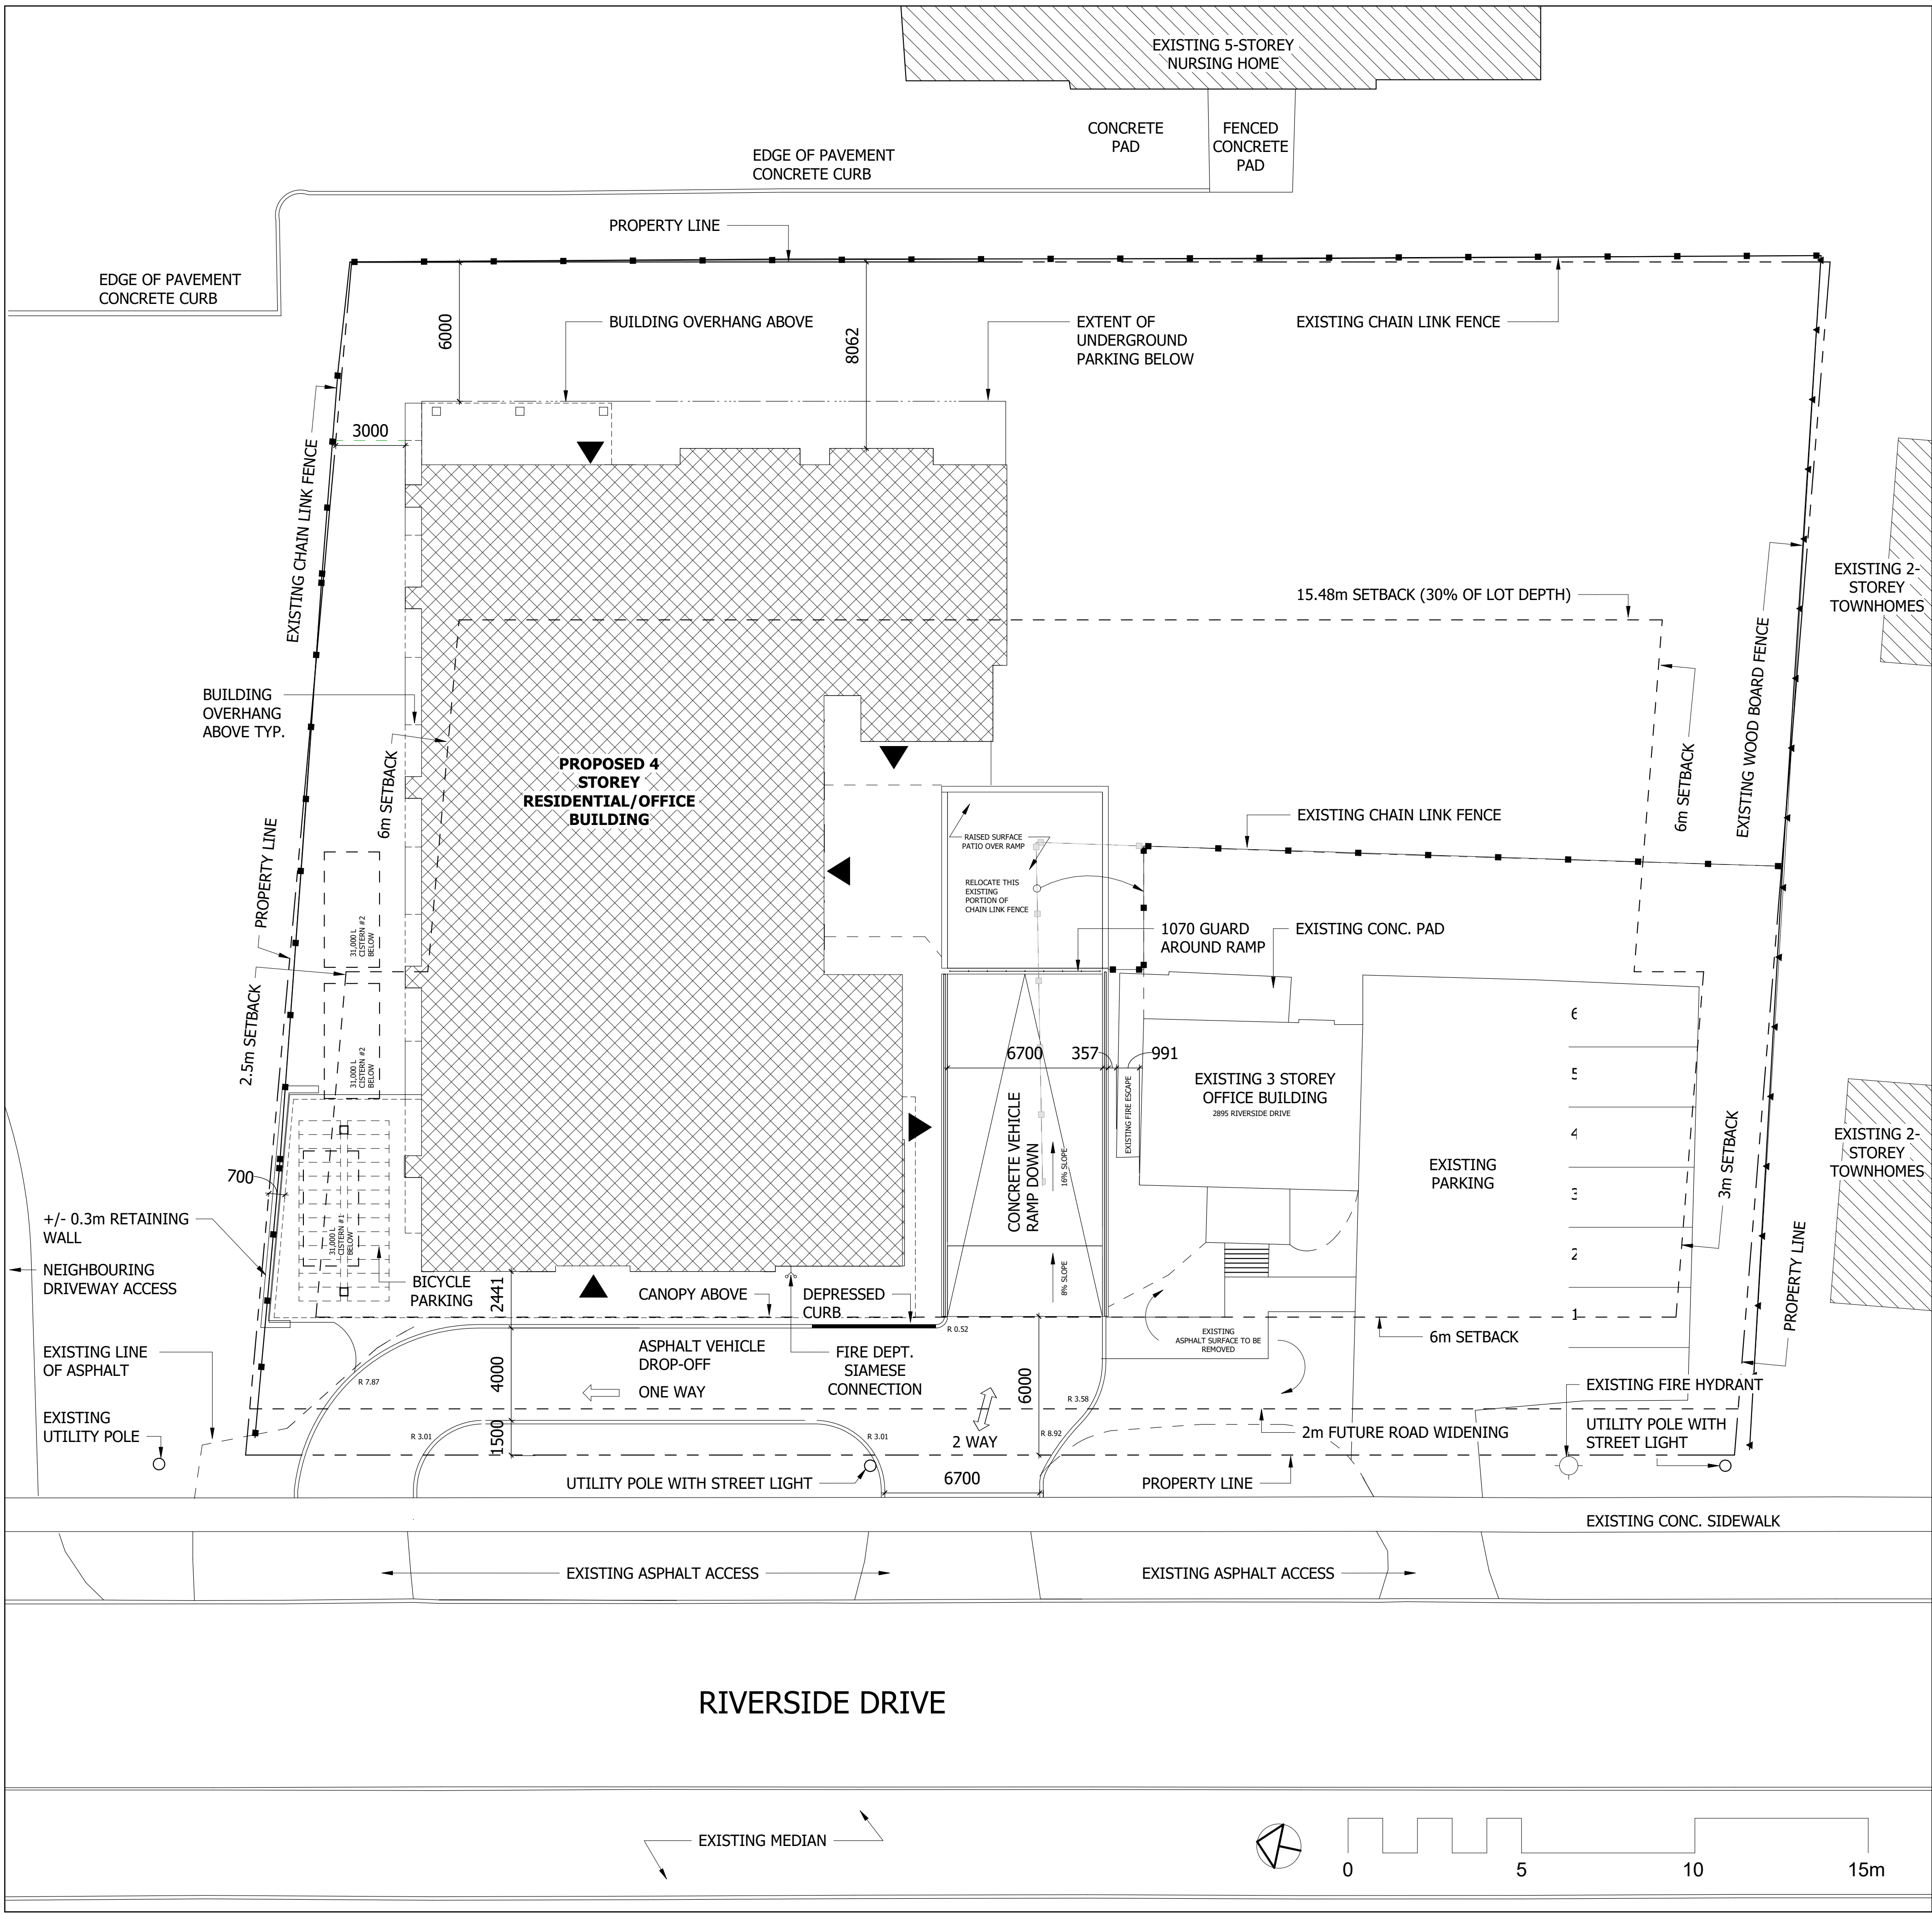 EXISTING 5-STOREY
NURSING HOME
CONCRETE
PAD
FENCED
CONCRETE
PAD
EDGE OF PAVEMENT
CONCRETE CURB
PROPERTY LINE
EDGE OF PAVEMENT
CONCRETE CURB
6000
BUILDING OVERHANG ABOVE
8062
EXTENT OF
UNDERGROUND
PARKING BELOW
EXISTING CHAIN LINK FENCE
3000
EXISTING CHAIN LINK FENCE
15.48m SETBACK (30% OF LOT DEPTH)
EXISTING 2-
STOREY
TOWNHOMES
EXISTING WOOD BOARD FENCE
BUILDING
OVERHANG
ABOVE TYP.
6m SETBACK
PROPOSED 4
STOREY
RESIDENTIAL/OFFICE
BUILDING
6m SETBACK
EXISTING CHAIN LINK FENCE
RAISED SURFACE
PATIO OVER RAMP
RELOCATE THIS
EXISTING
PORTION OF
CHAIN LINK FENCE
PROPERTY LINE
31,000 L
CISTERN #2
BELOW
1070 GUARD
AROUND RAMP
EXISTING CONC. PAD
2.5m SETBACK
31,000 L
CISTERN #2
BELOW
6700
357
991
EXISTING FIRE ESCAPE
EXISTING 3 STOREY
OFFICE BUILDING
2895 RIVERSIDE DRIVE
6
5
4
3
2
1
CONCRETE VEHICLE
RAMP DOWN
16% SLOPE
8% SLOPE
EXISTING
PARKING
3m SETBACK
EXISTING 2-
STOREY
TOWNHOMES
700
+/- 0.3m RETAINING
WALL
31,000 L
CISTERN #1
BELOW
NEIGHBOURING
DRIVEWAY ACCESS
BICYCLE
PARKING
2441
CANOPY ABOVE
DEPRESSED
CURB
PROPERTY LINE
R 0.52
EXISTING
ASPHALT SURFACE TO BE
REMOVED
6m SETBACK
EXISTING LINE
OF ASPHALT
R 7.87
4000
ASPHALT VEHICLE
DROP-OFF
ONE WAY
FIRE DEPT.
SIAMESE
CONNECTION
6000
R 3.58
EXISTING FIRE HYDRANT
EXISTING
UTILITY POLE
R 3.01
1500
R 3.01
2 WAY
R 8.92
2m FUTURE ROAD WIDENING
UTILITY POLE WITH
STREET LIGHT
UTILITY POLE WITH STREET LIGHT
6700
PROPERTY LINE
EXISTING CONC. SIDEWALK
EXISTING ASPHALT ACCESS
EXISTING ASPHALT ACCESS
RIVERSIDE DRIVE
EXISTING MEDIAN
0
5
10
15m